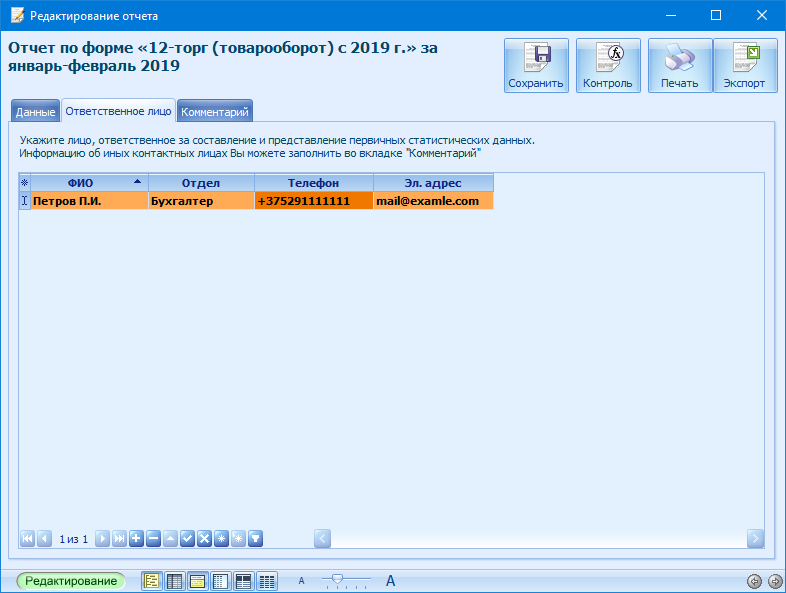 Редактирование отчета
Отчет по форме «12-торг (товарооборот) с 2019 г.» за
январь-февраль 2019
Сохранить Контроль Печать Экспорт
Данные Ответственное лицо Комментарий
Укажите лицо, ответственное за составление и представление первичных статистических данных.
Информацию об иных контактных лицах Вы можете заполнить во вкладке "Комментарий"
ФИО Отдел Телефон Эл. адрес
Петров П.И. Бухгалтер +375291111111 mail@examle.com
1 из 1
Редактирование A A